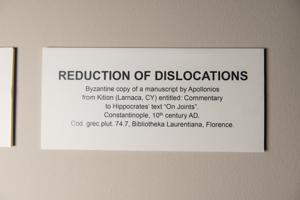 REDUCTION OF DISLOCATIONS
Byzantine copy of a manuscript by Apollonios
from Kition (Larnaca, CY) entitled: Commentary
to Hippocrates' text "On Joints".
Constantinople, 10th century AD.
Cod. grec.plut. 74.7, Bibliotheka Laurentiana, Florence.